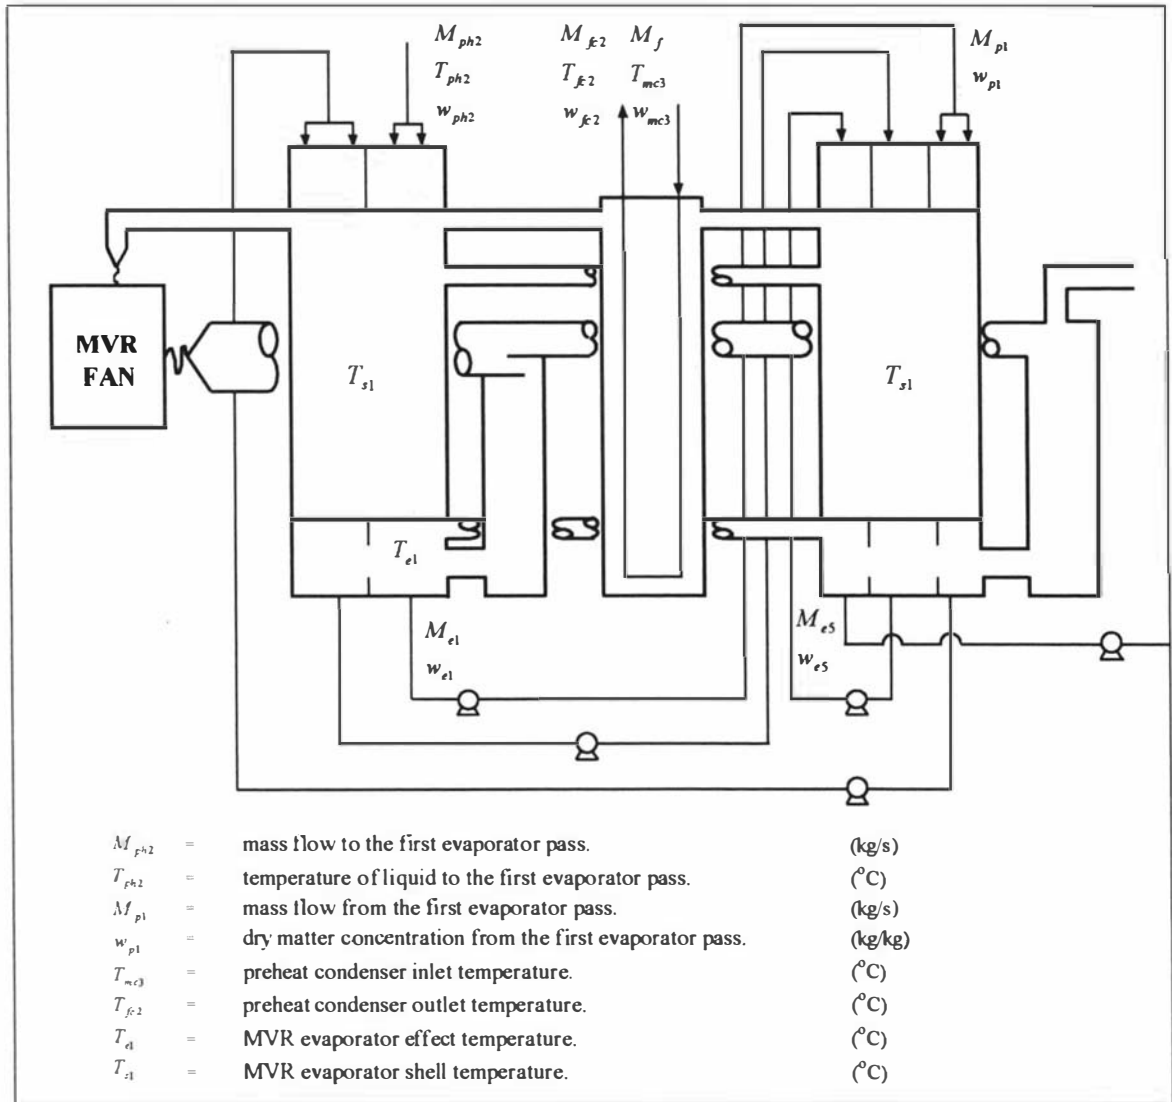 M_ph2 M_fc2 M_f M_p1
T_ph2 T_fc2 T_mc3 w_p1
w_ph2 w_fc2 w_mc3
MVR
FAN
T_s1 T_s1
T_e1
M_e1 M_e5
w_e1 w_e5
M_ph2 = mass flow to the first evaporator pass. (kg/s)
T_ph2 = temperature of liquid to the first evaporator pass. (°C)
M_p1 = mass flow from the first evaporator pass. (kg/s)
w_p1 = dry matter concentration from the first evaporator pass. (kg/kg)
T_mc3 = preheat condenser inlet temperature. (°C)
T_fc2 = preheat condenser outlet temperature. (°C)
T_e1 = MVR evaporator effect temperature. (°C)
T_s1 = MVR evaporator shell temperature. (°C)